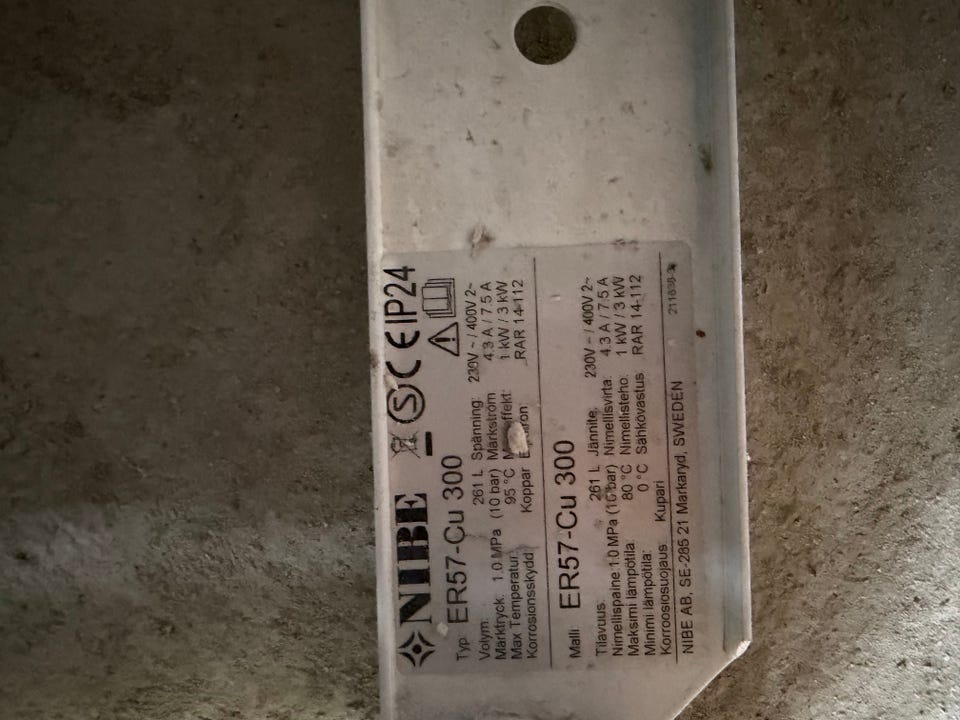 NIBE S CE IP24
Typ ER57-Cu 300
Volym: 261 L Spänning: 230V ~ / 400V 2~
Märktryck: 1.0 MPa (10 bar) Märkström 4.3 A / 7.5 A
Max Temperatur: 95 °C 1 kW / 3 kW
Korrosionsskydd Koppar RAR 14-112
Malli ER57-Cu 300
Tilavuus: 261 L Jännite: 230V ~ / 400V 2~
Nimellispaine: 1.0 MPa (10 bar) Nimellisvirta: 4.3 A / 7.5 A
Maksimi lämpötila: 80 °C Nimellisteho: 1 kW / 3 kW
Minimi lämpötila: 0 °C Sähkövastus RAR 14-112
Korroosiosuojaus Kupari
NIBE AB, SE-285 21 Markaryd, SWEDEN